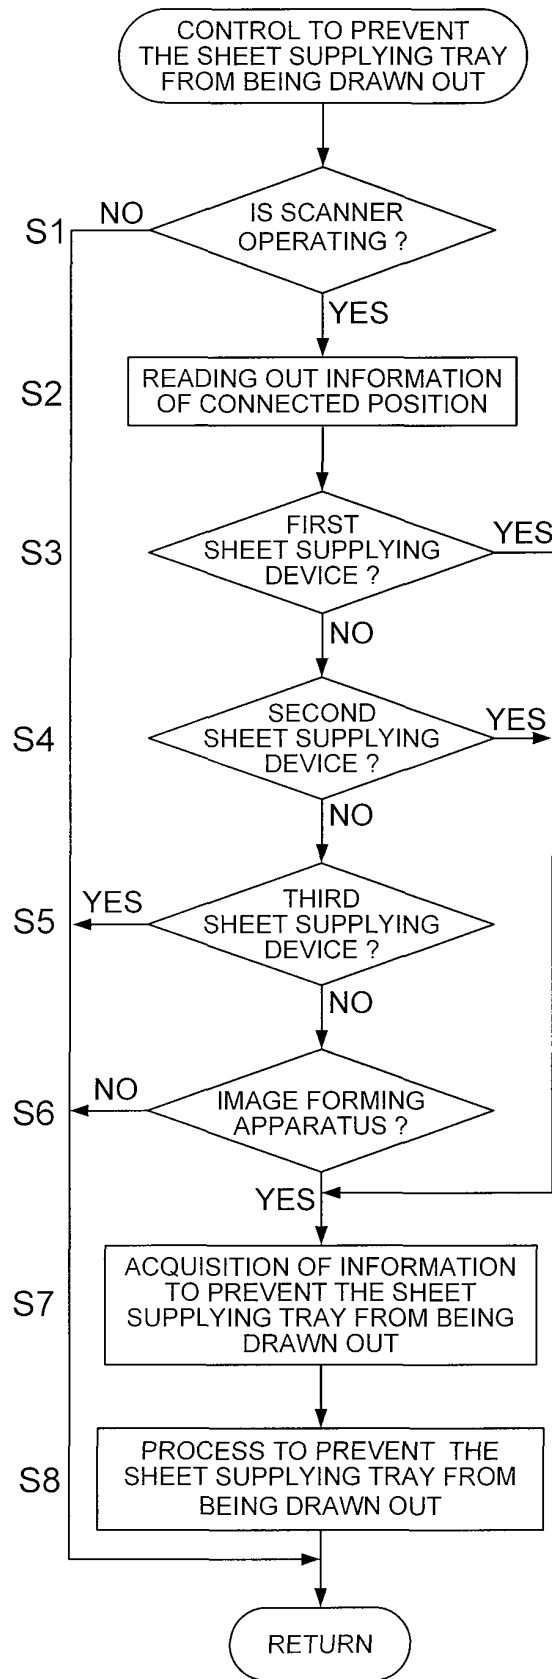 CONTROL TO PREVENT
THE SHEET SUPPLYING TRAY
FROM BEING DRAWN OUT
S1
NO
IS SCANNER
OPERATING ?
YES
S2
READING OUT INFORMATION
OF CONNECTED POSITION
S3
FIRST
SHEET SUPPLYING
DEVICE ?
YES
NO
S4
SECOND
SHEET SUPPLYING
DEVICE ?
YES
NO
S5
YES
THIRD
SHEET SUPPLYING
DEVICE ?
NO
S6
NO
IMAGE FORMING
APPARATUS ?
YES
S7
ACQUISITION OF INFORMATION
TO PREVENT THE SHEET
SUPPLYING TRAY FROM BEING
DRAWN OUT
S8
PROCESS TO PREVENT THE
SHEET SUPPLYING TRAY FROM
BEING DRAWN OUT
RETURN